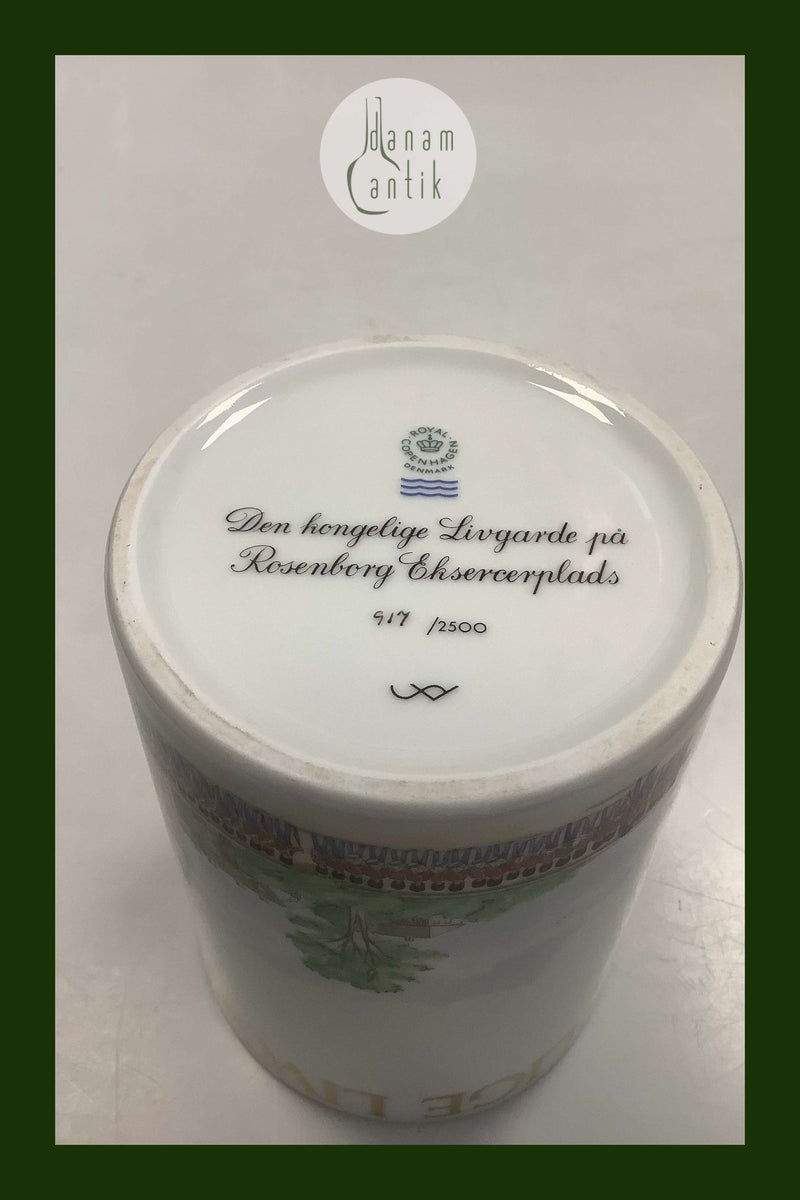 danam
antik
ROYAL COPENHAGEN
DENMARK
Den kongelige Livgarde på
Rosenborg Eksercerplads
917 /2500